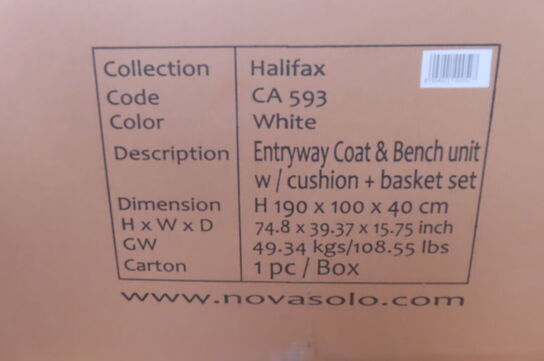 Collection Halifax
Code CA 593
Color White
Description Entryway Coat & Bench unit
w / cushion + basket set
Dimension H 190 x 100 x 40 cm
H x W x D 74.8 x 39.37 x 15.75 inch
GW 49.34 kgs/108.55 lbs
Carton 1 pc / Box
www.novasolo.com